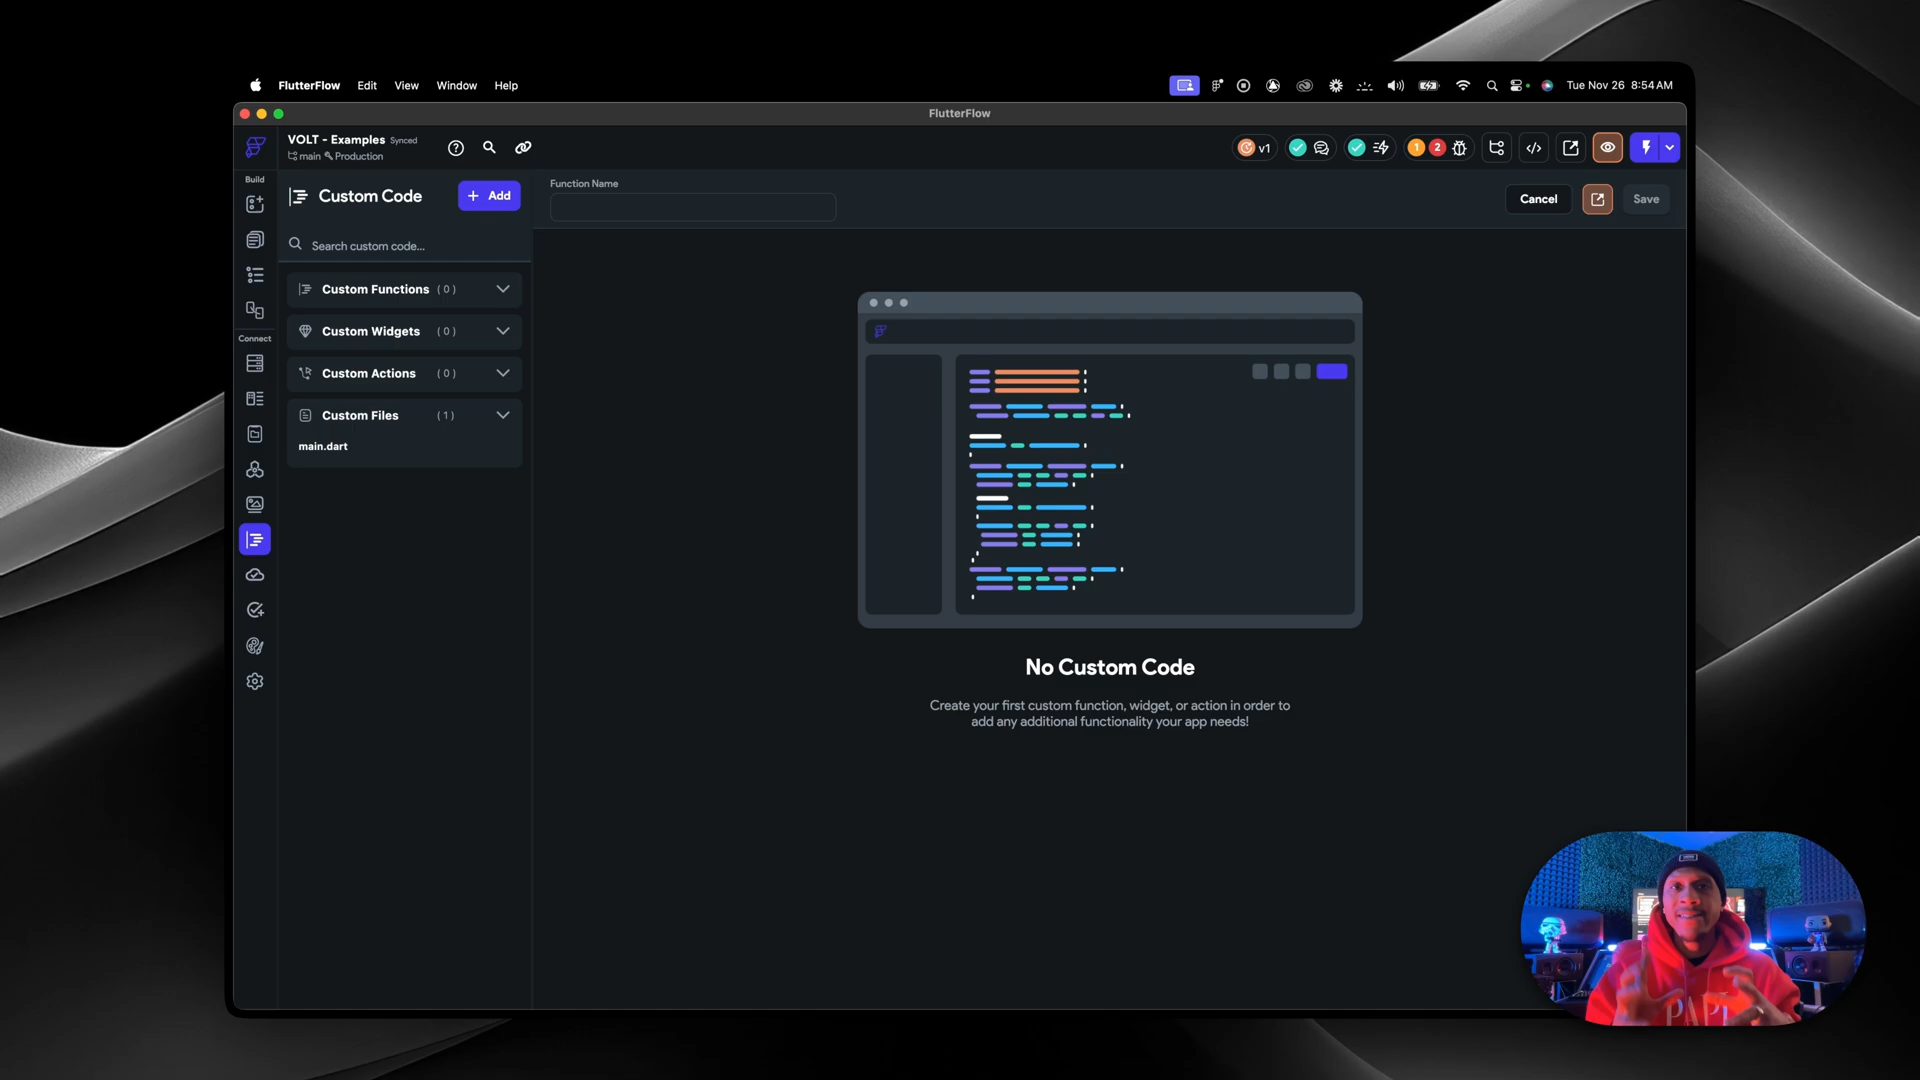 FlutterFlow Edit View Window Help
Tue Nov 26 8:54 AM
FlutterFlow
VOLT - Examples Synced
main Production
v1
1 2
Build
Custom Code
Add
Function Name
Cancel
Save
Search custom code...
Custom Functions ( 0 )
Custom Widgets ( 0 )
Connect
Custom Actions ( 0 )
Custom Files ( 1 )
main.dart
No Custom Code
Create your first custom function, widget, or action in order to
add any additional functionality your app needs!